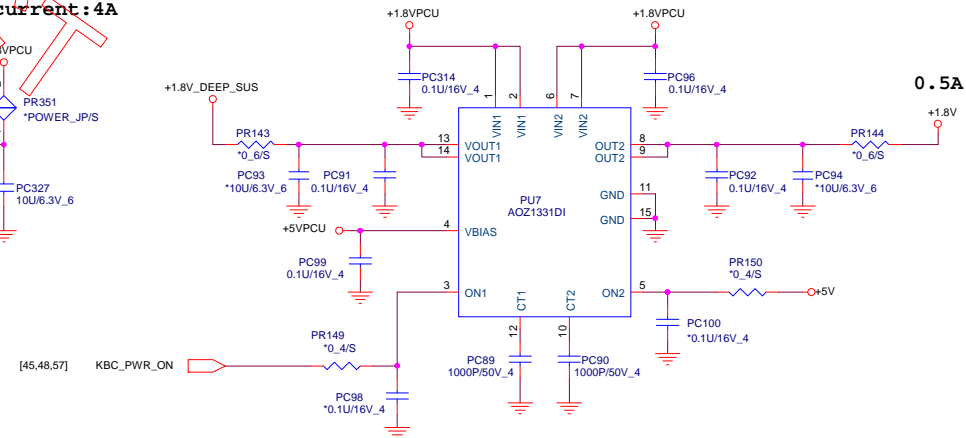 current:4A
+1.8VPCU
+1.8VPCU
VPCU
PC314
0.1U/16V_4
PC96
0.1U/16V_4
0.5A
+1.8V_DEEP_SUS
PR351
*POWER_JP/S
+1.8V
1
2
6
7
VIN1
VIN1
VIN2
VIN2
PR143
*0_6/S
13
VOUT1
14
VOUT1
OUT2
8
OUT2
9
PR144
*0_6/S
PC93
*10U/6.3V_6
PC91
0.1U/16V_4
PC92
0.1U/16V_4
PC94
*10U/6.3V_6
PC327
10U/6.3V_6
GND
11
GND
15
PU7
AOZ1331DI
+5VPCU
4
VBIAS
PC99
0.1U/16V_4
PR150
*0_4/S
3
ON1
CT1
CT2
ON2
5
+5V
12
10
PC100
*0.1U/16V_4
PR149
*0_4/S
PC89
1000P/50V_4
PC90
1000P/50V_4
[45,48,57]
KBC_PWR_ON
PC98
*0.1U/16V_4